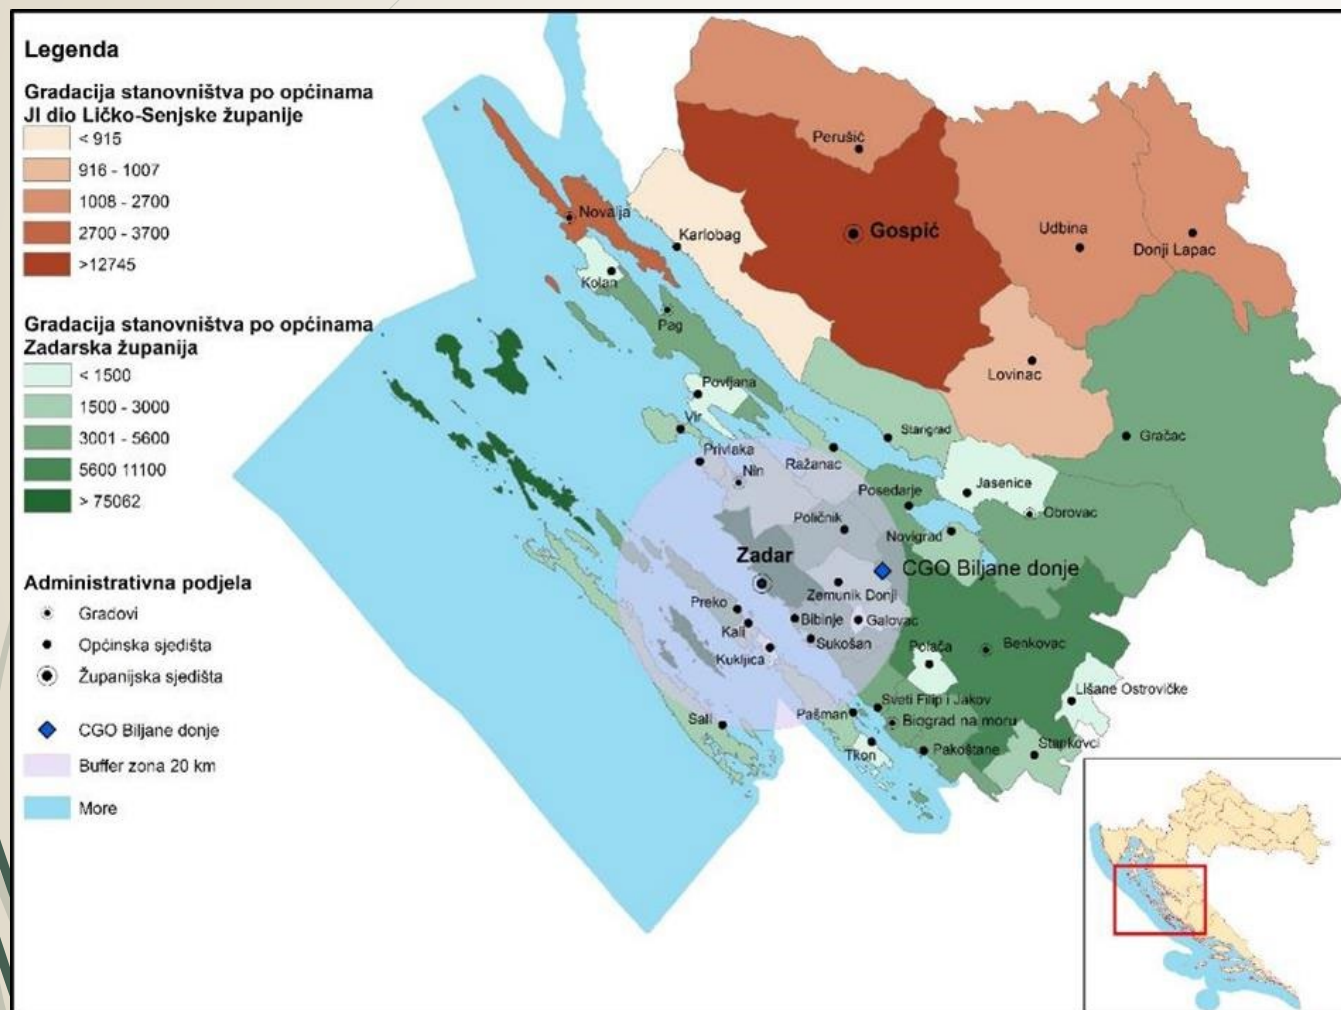 Legenda
Gradacija stanovništva po općinama
JI dio Ličko-Senjske županije
< 915
916 - 1007
1008 - 2700
2700 - 3700
>12745
Gradacija stanovništva po općinama
Zadarska županija
< 1500
1500 - 3000
3001 - 5600
5600 11100
> 75062
Administrativna podjela
Gradovi
Općinska sjedišta
Županijska sjedišta
CGO Biljane donje
Buffer zona 20 km
More
Perušić
Novalja
Gospić
Karlobag
Udbina
Donji Lapac
Kolan
Pag
Lovinac
Povljana
Vir
Starigrad
Gračac
Privlaka
Ražanac
Nin
Jasenice
Posedarje
Obrovac
Poličnik
Novigrad
Zadar
CGO Biljane donje
Zemunik Donji
Preko
Bibinje
Galovac
Kali
Sukošan
Benkovac
Kukljica
Polača
Lišane Ostrovičke
Sveti Filip i Jakov
Sali
Pašman
Biograd na moru
Tkon
Pakoštane
Stankovci